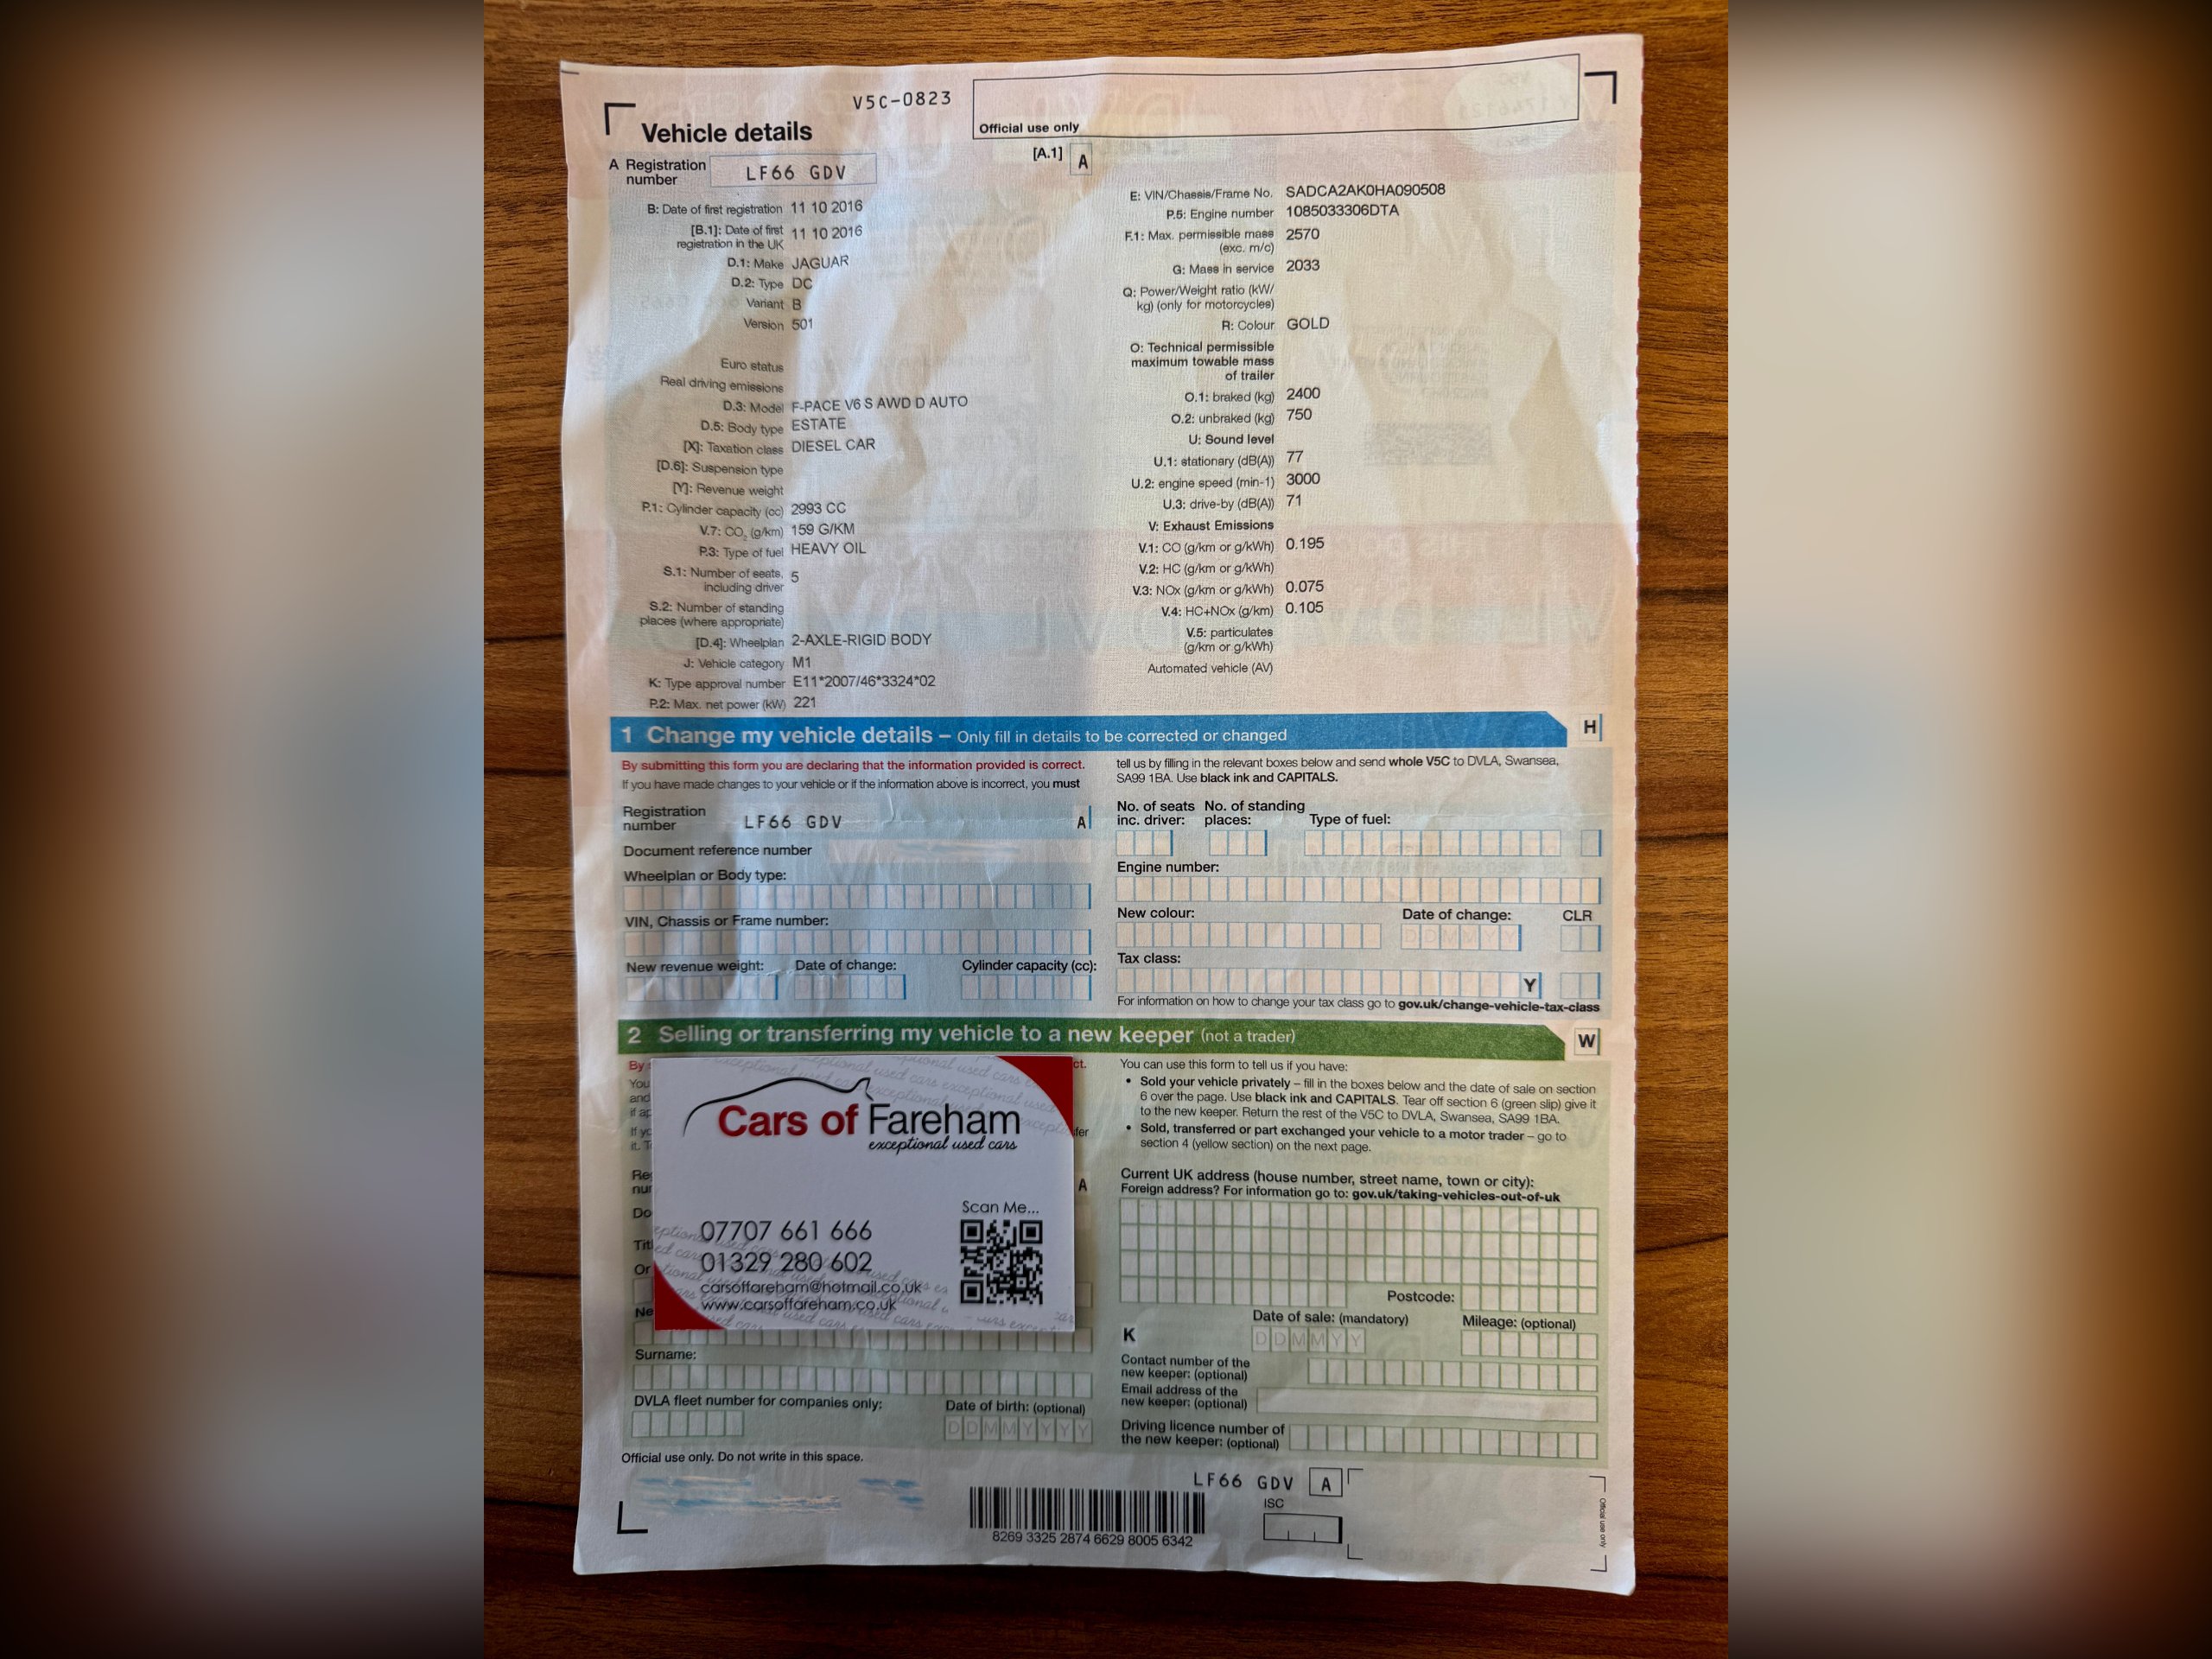 V5C-0823
Official use only
Vehicle details
[A.1] A
A Registration number LF66 GDV
B: Date of first registration 11 10 2016
[B.1]: Date of first registration in the UK 11 10 2016
D.1: Make JAGUAR
D.2: Type DC
Variant B
Version 501
Euro status
Real driving emissions
D.3: Model F-PACE V6 S AWD D AUTO
D.5: Body type ESTATE
[X]: Taxation class DIESEL CAR
[D.6]: Suspension type
[Y]: Revenue weight
P.1: Cylinder capacity (cc) 2993 CC
V.7: CO2 (g/km) 159 G/KM
P.3: Type of fuel HEAVY OIL
S.1: Number of seats, including driver 5
S.2: Number of standing places (where appropriate)
[D.4]: Wheelplan 2-AXLE-RIGID BODY
J: Vehicle category M1
K: Type approval number E11*2007/46*3324*02
P.2: Max. net power (kW) 221
E: VIN/Chassis/Frame No. SADCA2AK0HA090508
P.5: Engine number 1085033306DTA
F.1: Max. permissible mass (exc. m/c) 2570
G: Mass in service 2033
Q: Power/Weight ratio (kW/kg) (only for motorcycles)
R: Colour GOLD
O: Technical permissible maximum towable mass of trailer
O.1: braked (kg) 2400
O.2: unbraked (kg) 750
U: Sound level
U.1: stationary (dB(A)) 77
U.2: engine speed (min-1) 3000
U.3: drive-by (dB(A)) 71
V: Exhaust Emissions
V.1: CO (g/km or g/kWh) 0.195
V.2: HC (g/km or g/kWh)
V.3: NOx (g/km or g/kWh) 0.075
V.4: HC+NOx (g/km) 0.105
V.5: particulates (g/km or g/kWh)
Automated vehicle (AV)
1 Change my vehicle details – Only fill in details to be corrected or changed H
By submitting this form you are declaring that the information provided is correct.
If you have made changes to your vehicle or if the information above is incorrect, you must
tell us by filling in the relevant boxes below and send whole V5C to DVLA, Swansea,
SA99 1BA. Use black ink and CAPITALS.
Registration number LF66 GDV A
Document reference number
Wheelplan or Body type:
VIN, Chassis or Frame number:
New revenue weight: Date of change: Cylinder capacity (cc):
No. of seats inc. driver: No. of standing places: Type of fuel:
Engine number:
New colour: Date of change: CLR
DDMMYY
Tax class:
Y
For information on how to change your tax class go to gov.uk/change-vehicle-tax-class
2 Selling or transferring my vehicle to a new keeper (not a trader) W
By
You
and
A
Cars of Fareham
exceptional used cars
Scan Me...
07707 661 666
01329 280 602
carsoffareham@hotmail.co.uk
www.carsoffareham.co.uk
Surname:
DVLA fleet number for companies only: Date of birth: (optional)
DDMMYYYY
You can use this form to tell us if you have:
• Sold your vehicle privately – fill in the boxes below and the date of sale on section
6 over the page. Use black ink and CAPITALS. Tear off section 6 (green slip) give it
to the new keeper. Return the rest of the V5C to DVLA, Swansea, SA99 1BA.
• Sold, transferred or part exchanged your vehicle to a motor trader – go to
section 4 (yellow section) on the next page.
Current UK address (house number, street name, town or city):
Foreign address? For information go to: gov.uk/taking-vehicles-out-of-uk
Postcode:
K Date of sale: (mandatory) Mileage: (optional)
DDMMYY
Contact number of the new keeper: (optional)
Email address of the new keeper: (optional)
Driving licence number of the new keeper: (optional)
Official use only. Do not write in this space.
LF66 GDV A
ISC
8269 3325 2874 6629 8005 6342
Official use only